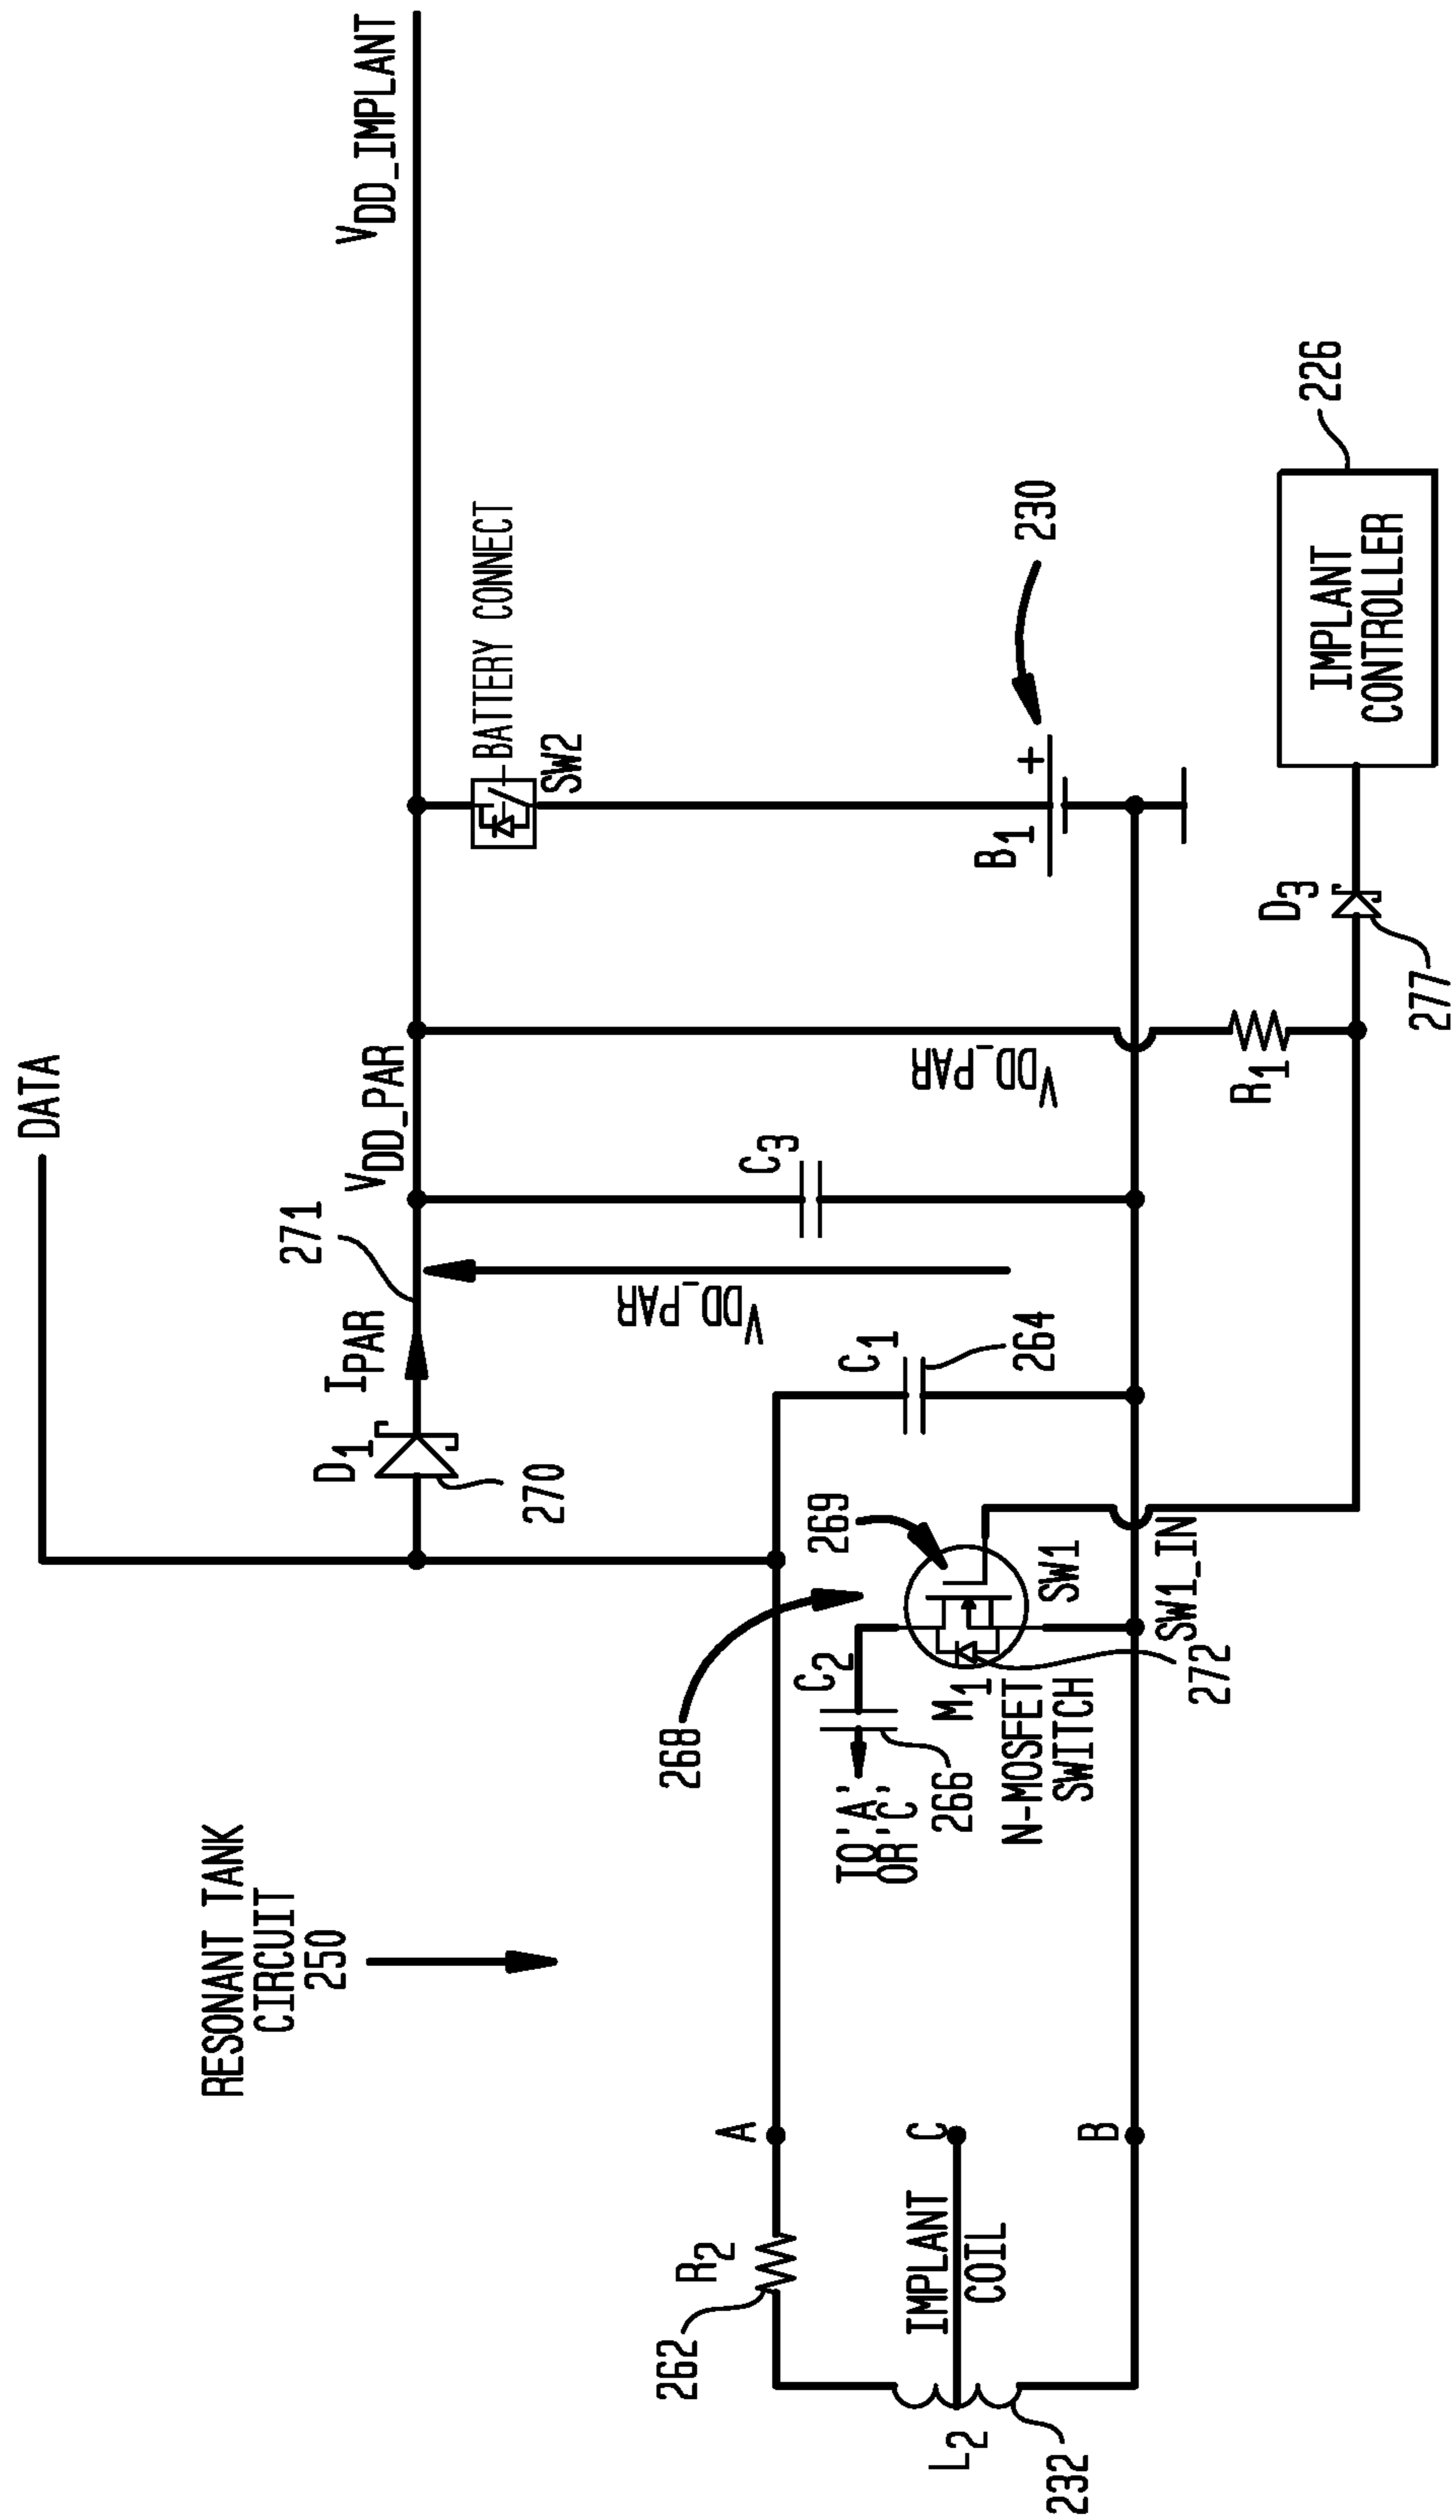 DATA
VDD_IMPLANT
RESONANT TANK
CIRCUIT
250
D1
270
IPAR
271
VDD_PAR
BATTERY CONNECT
SW2
VDD_PAR
VDD_PAR
268
269
C1
264
C3
B1
+
230
R2
262
A
C
B
IMPLANT
COIL
L2
232
C2
TO 'A'
OR 'C'
266
M1
N-MOSFET
SWITCH
SW1
SW1_IN
272
R1
D3
277
IMPLANT
CONTROLLER
226